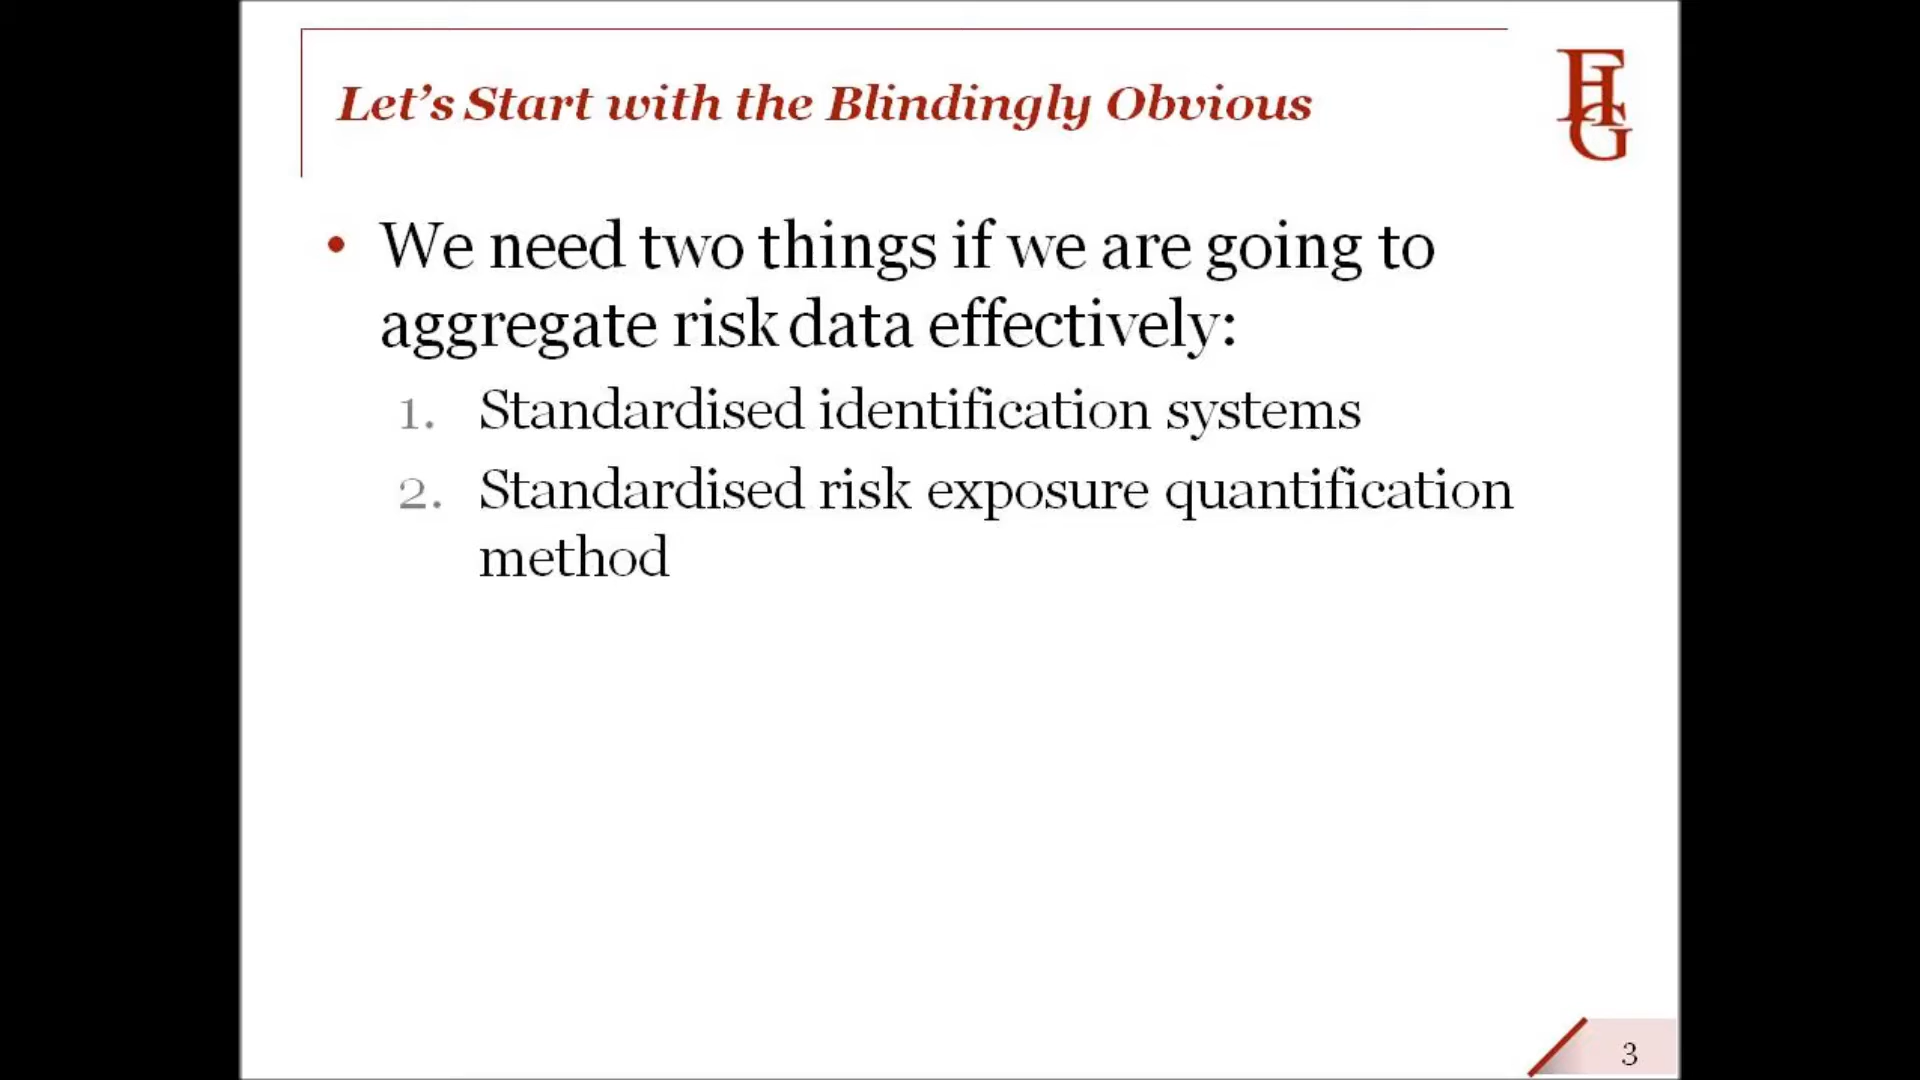 Let's Start with the Blindingly Obvious
FHG
• We need two things if we are going to
aggregate risk data effectively:
1. Standardised identification systems
2. Standardised risk exposure quantification
method
3